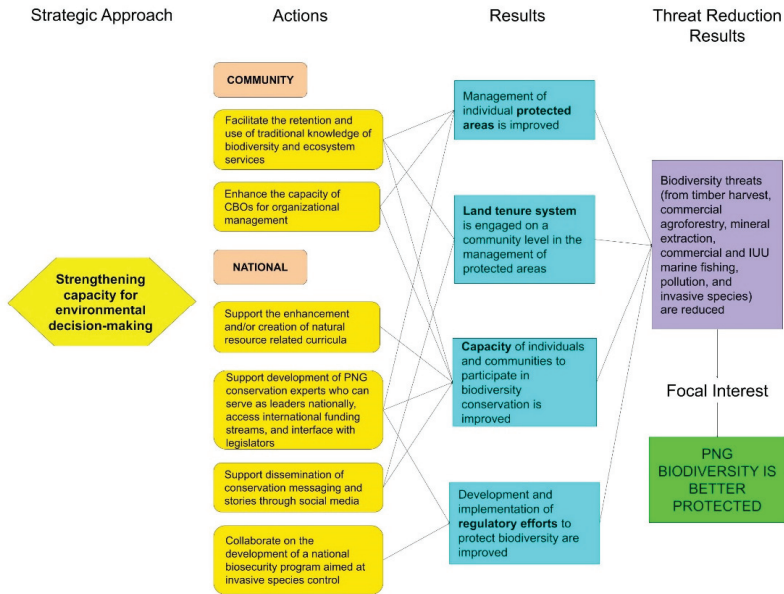 Strategic Approach
Actions
Results
Threat Reduction
Results
COMMUNITY
Facilitate the retention and
use of traditional knowledge of
biodiversity and ecosystem
services
Enhance the capacity of
CBOs for organizational
management
NATIONAL
Strengthening
capacity for
environmental
decision-making
Support the enhancement
and/or creation of natural
resource related curricula
Support development of PNG
conservation experts who can
serve as leaders nationally,
access international funding
streams, and interface with
legislators
Support dissemination of
conservation messaging and
stories through social media
Collaborate on the
development of a national
biosecurity program aimed at
invasive species control
Management of
individual protected
areas is improved
Land tenure system
is engaged on a
community level in the
management of
protected areas
Capacity of individuals
and communities to
participate in
biodiversity
conservation is
improved
Development and
implementation of
regulatory efforts to
protect biodiversity are
improved
Biodiversity threats
(from timber harvest,
commercial
agroforestry, mineral
extraction,
commercial and IUU
marine fishing,
pollution, and
invasive species)
are reduced
Focal Interest
PNG
BIODIVERSITY IS
BETTER
PROTECTED